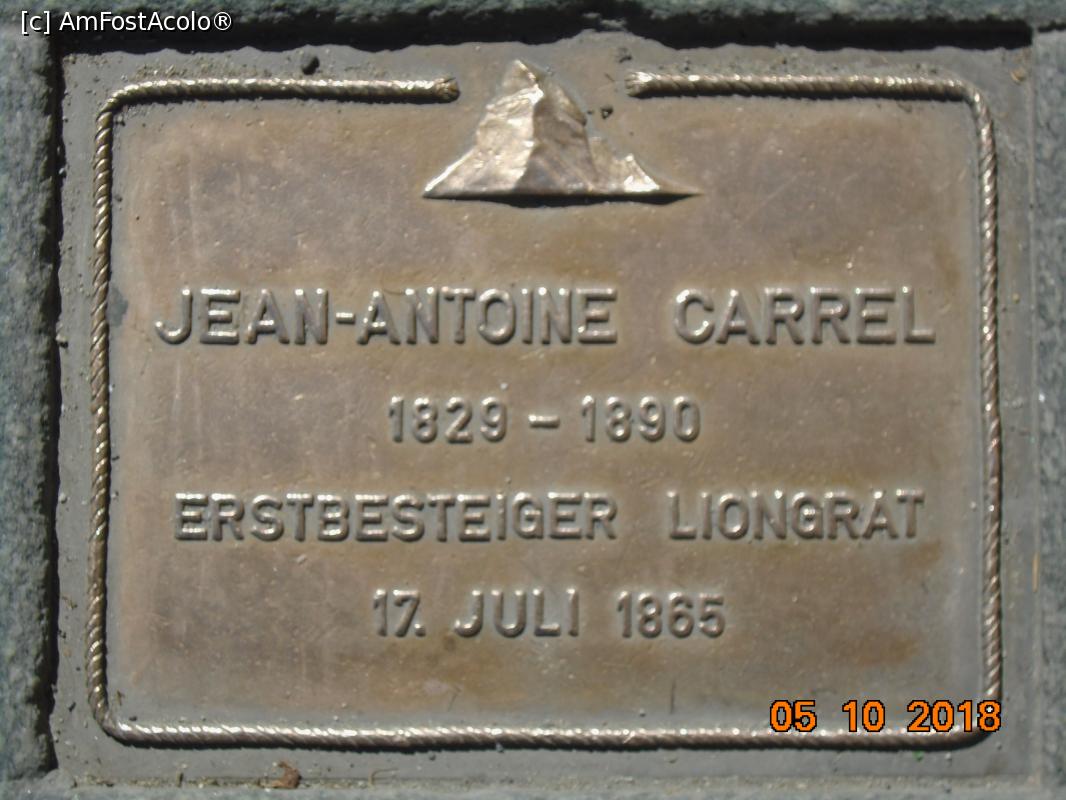 [c] AmFostAcolo®
JEAN-ANTOINE CARREL
1829 – 1890
ERSTBESTEIGER LIONGRAT
17. JULI 1865
05 10 2018